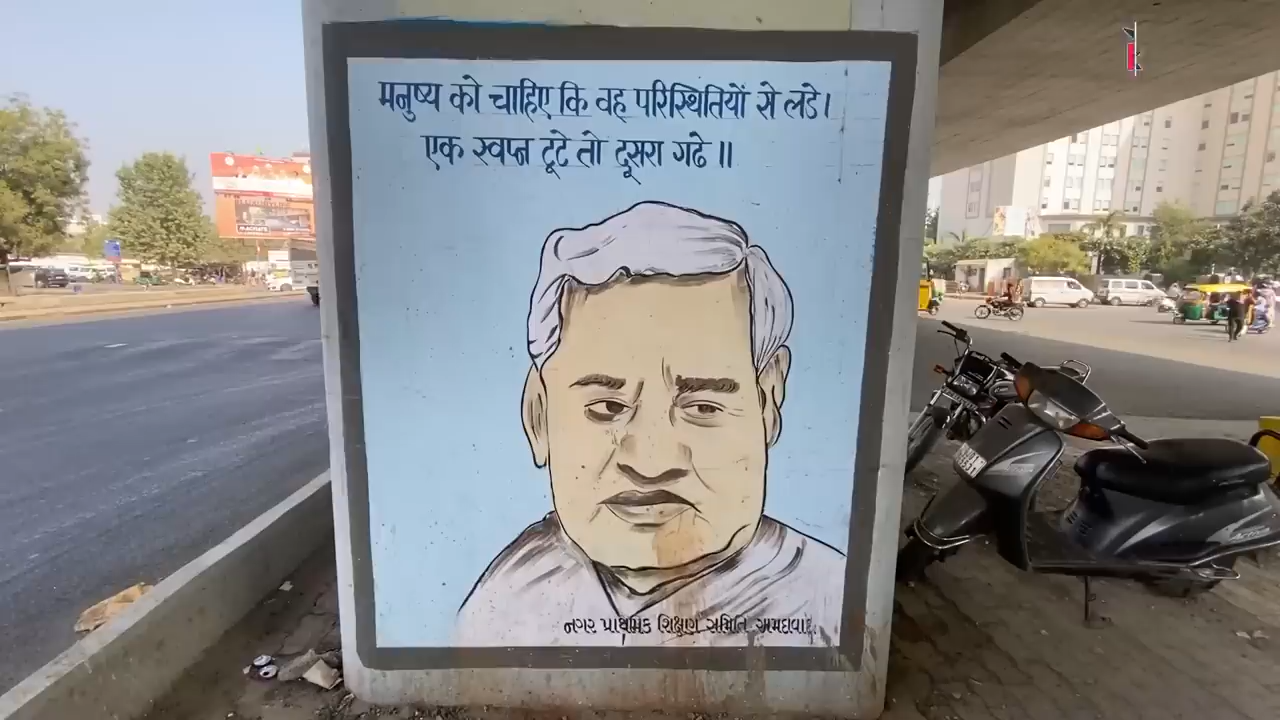 मनुष्य को चाहिए कि वह परिस्थितियों से लडे।
एक स्वप्न टूटे तो दूसरा गढे॥
નગર પ્રાથમિક શિક્ષણ સમિતિ અમદાવાદ